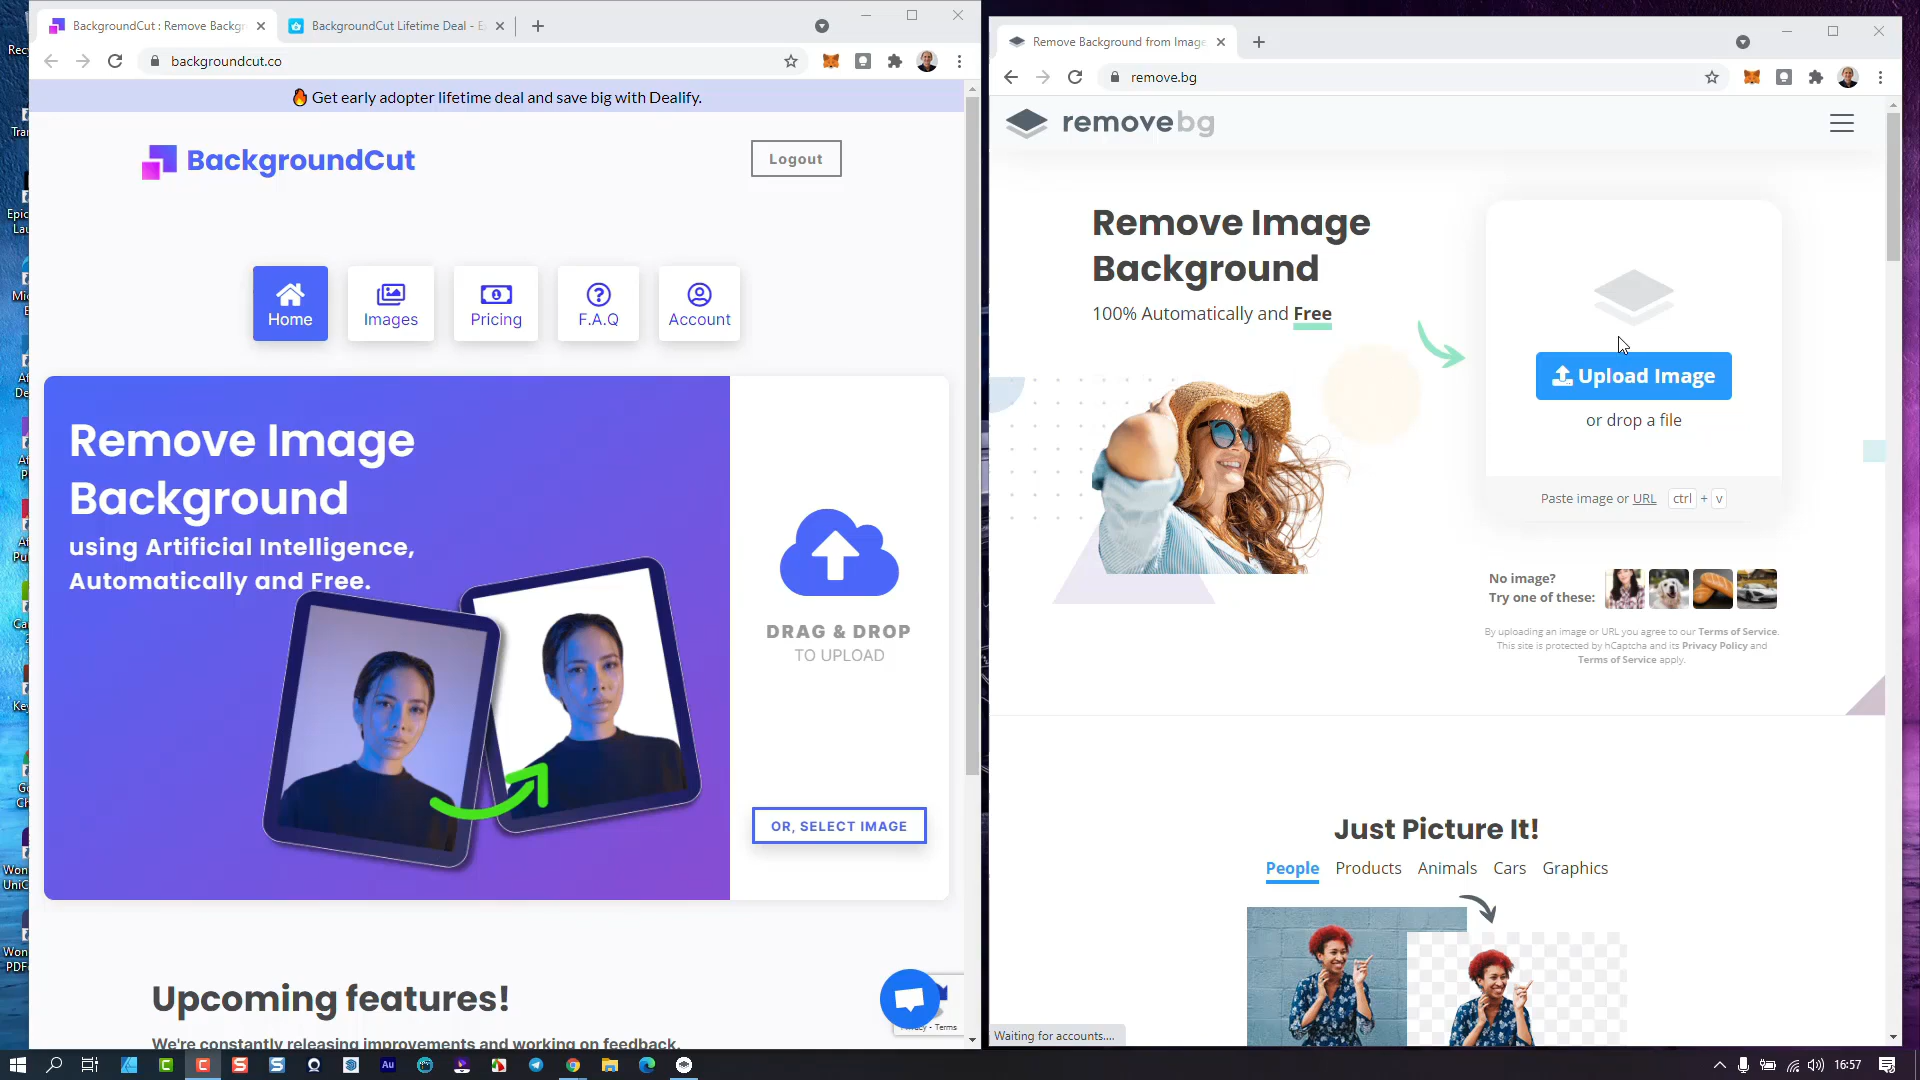 BackgroundCut : Remove Backgr
BackgroundCut Lifetime Deal -
backgroundcut.co
🔥 Get early adopter lifetime deal and save big with Dealify.
BackgroundCut
Logout
Home
Images
Pricing
F.A.Q
Account
Remove Image
Background
using Artificial Intelligence,
Automatically and Free.
DRAG & DROP
TO UPLOAD
OR, SELECT IMAGE
Upcoming features!
We're constantly releasing improvements and working on feedback.
Privacy - Terms
Remove Background from Image
remove.bg
removebg
Remove Image
Background
100% Automatically and Free
Upload Image
or drop a file
Paste image or URL ctrl + v
No image?
Try one of these:
By uploading an image or URL you agree to our Terms of Service.
This site is protected by hCaptcha and its Privacy Policy and
Terms of Service apply.
Just Picture It!
People Products Animals Cars Graphics
Waiting for accounts....
Au
16:57